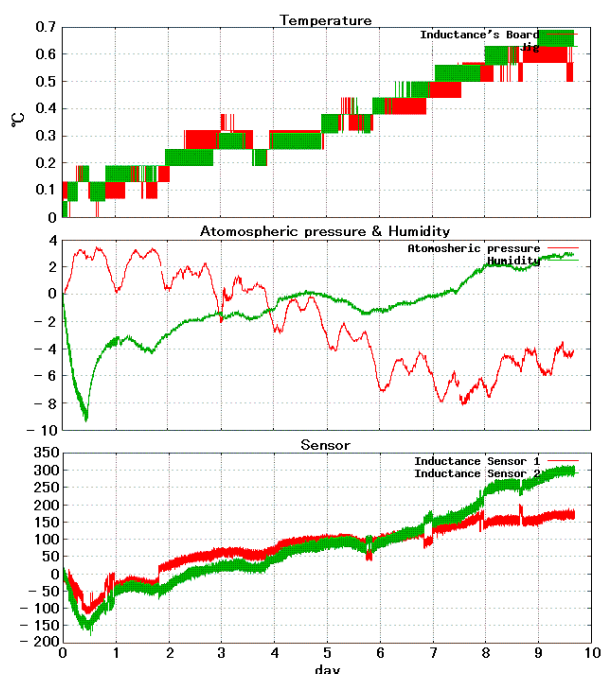 Temperature
0.7
0.6
0.5
0.4
0.3
0.2
0.1
0
℃
Inductance's Board
Jig
Atomospheric pressure & Humidity
4
2
0
-2
-4
-6
-8
-10
Atomosheric pressure
Humidity
Sensor
350
300
250
200
150
100
50
0
-50
-100
-150
-200
Inductance Sensor 1
Inductance Sensor 2
0 1 2 3 4 5 6 7 8 9 10
day